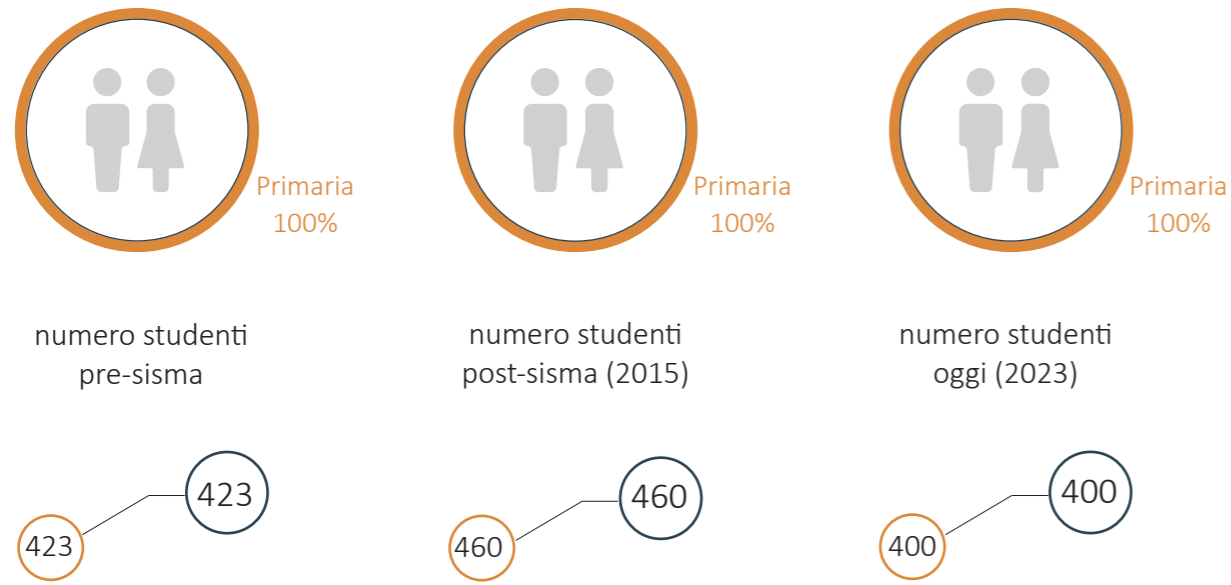 Primaria
100%
Primaria
100%
Primaria
100%
numero studenti
pre-sisma
numero studenti
post-sisma (2015)
numero studenti
oggi (2023)
423
423
460
460
400
400